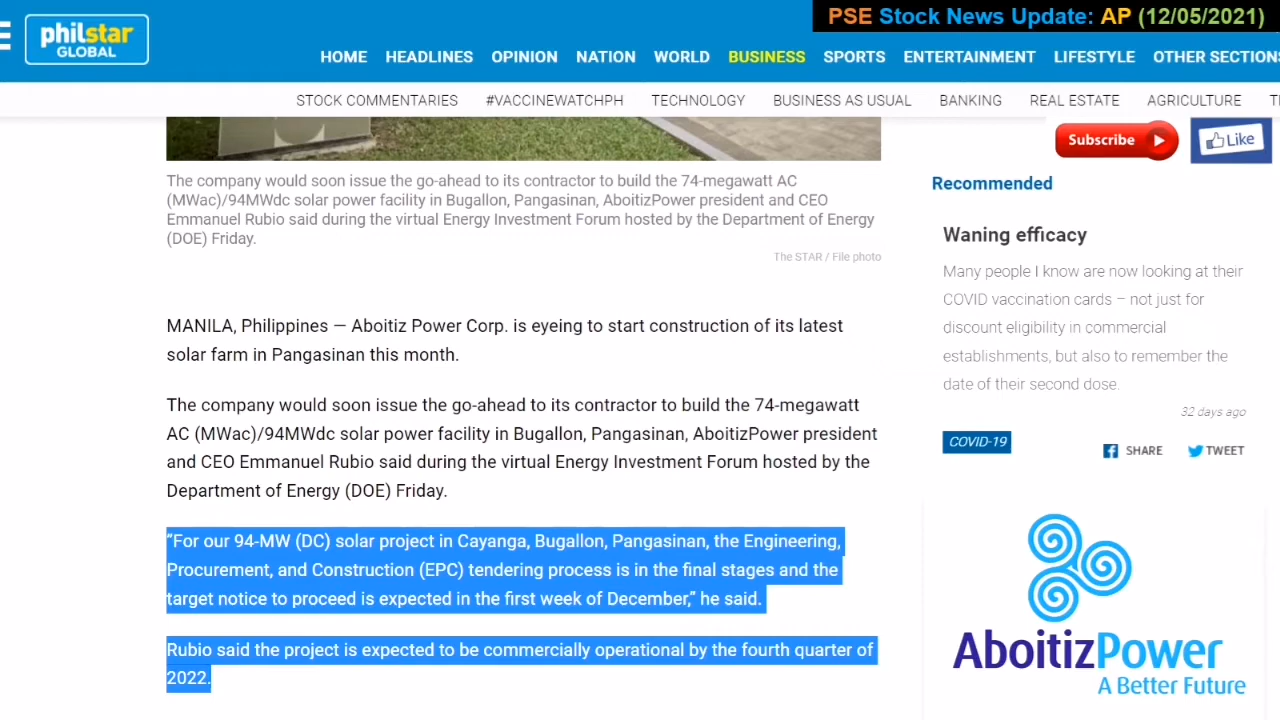 PSE Stock News Update: AP (12/05/2021)
philstar
GLOBAL
HOME HEADLINES OPINION NATION WORLD BUSINESS SPORTS ENTERTAINMENT LIFESTYLE OTHER SECTIONS
STOCK COMMENTARIES #VACCINEWATCHPH TECHNOLOGY BUSINESS AS USUAL BANKING REAL ESTATE AGRICULTURE
Subscribe
Like
The company would soon issue the go-ahead to its contractor to build the 74-megawatt AC
(MWac)/94MWdc solar power facility in Bugallon, Pangasinan, AboitizPower president and CEO
Emmanuel Rubio said during the virtual Energy Investment Forum hosted by the Department of Energy
(DOE) Friday.
The STAR / File photo
MANILA, Philippines — Aboitiz Power Corp. is eyeing to start construction of its latest
solar farm in Pangasinan this month.
The company would soon issue the go-ahead to its contractor to build the 74-megawatt
AC (MWac)/94MWdc solar power facility in Bugallon, Pangasinan, AboitizPower president
and CEO Emmanuel Rubio said during the virtual Energy Investment Forum hosted by the
Department of Energy (DOE) Friday.
"For our 94-MW (DC) solar project in Cayanga, Bugallon, Pangasinan, the Engineering,
Procurement, and Construction (EPC) tendering process is in the final stages and the
target notice to proceed is expected in the first week of December," he said.
Rubio said the project is expected to be commercially operational by the fourth quarter of
2022.
Recommended
Waning efficacy
Many people I know are now looking at their
COVID vaccination cards – not just for
discount eligibility in commercial
establishments, but also to remember the
date of their second dose.
32 days ago
COVID-19
SHARE TWEET
AboitizPower
A Better Future